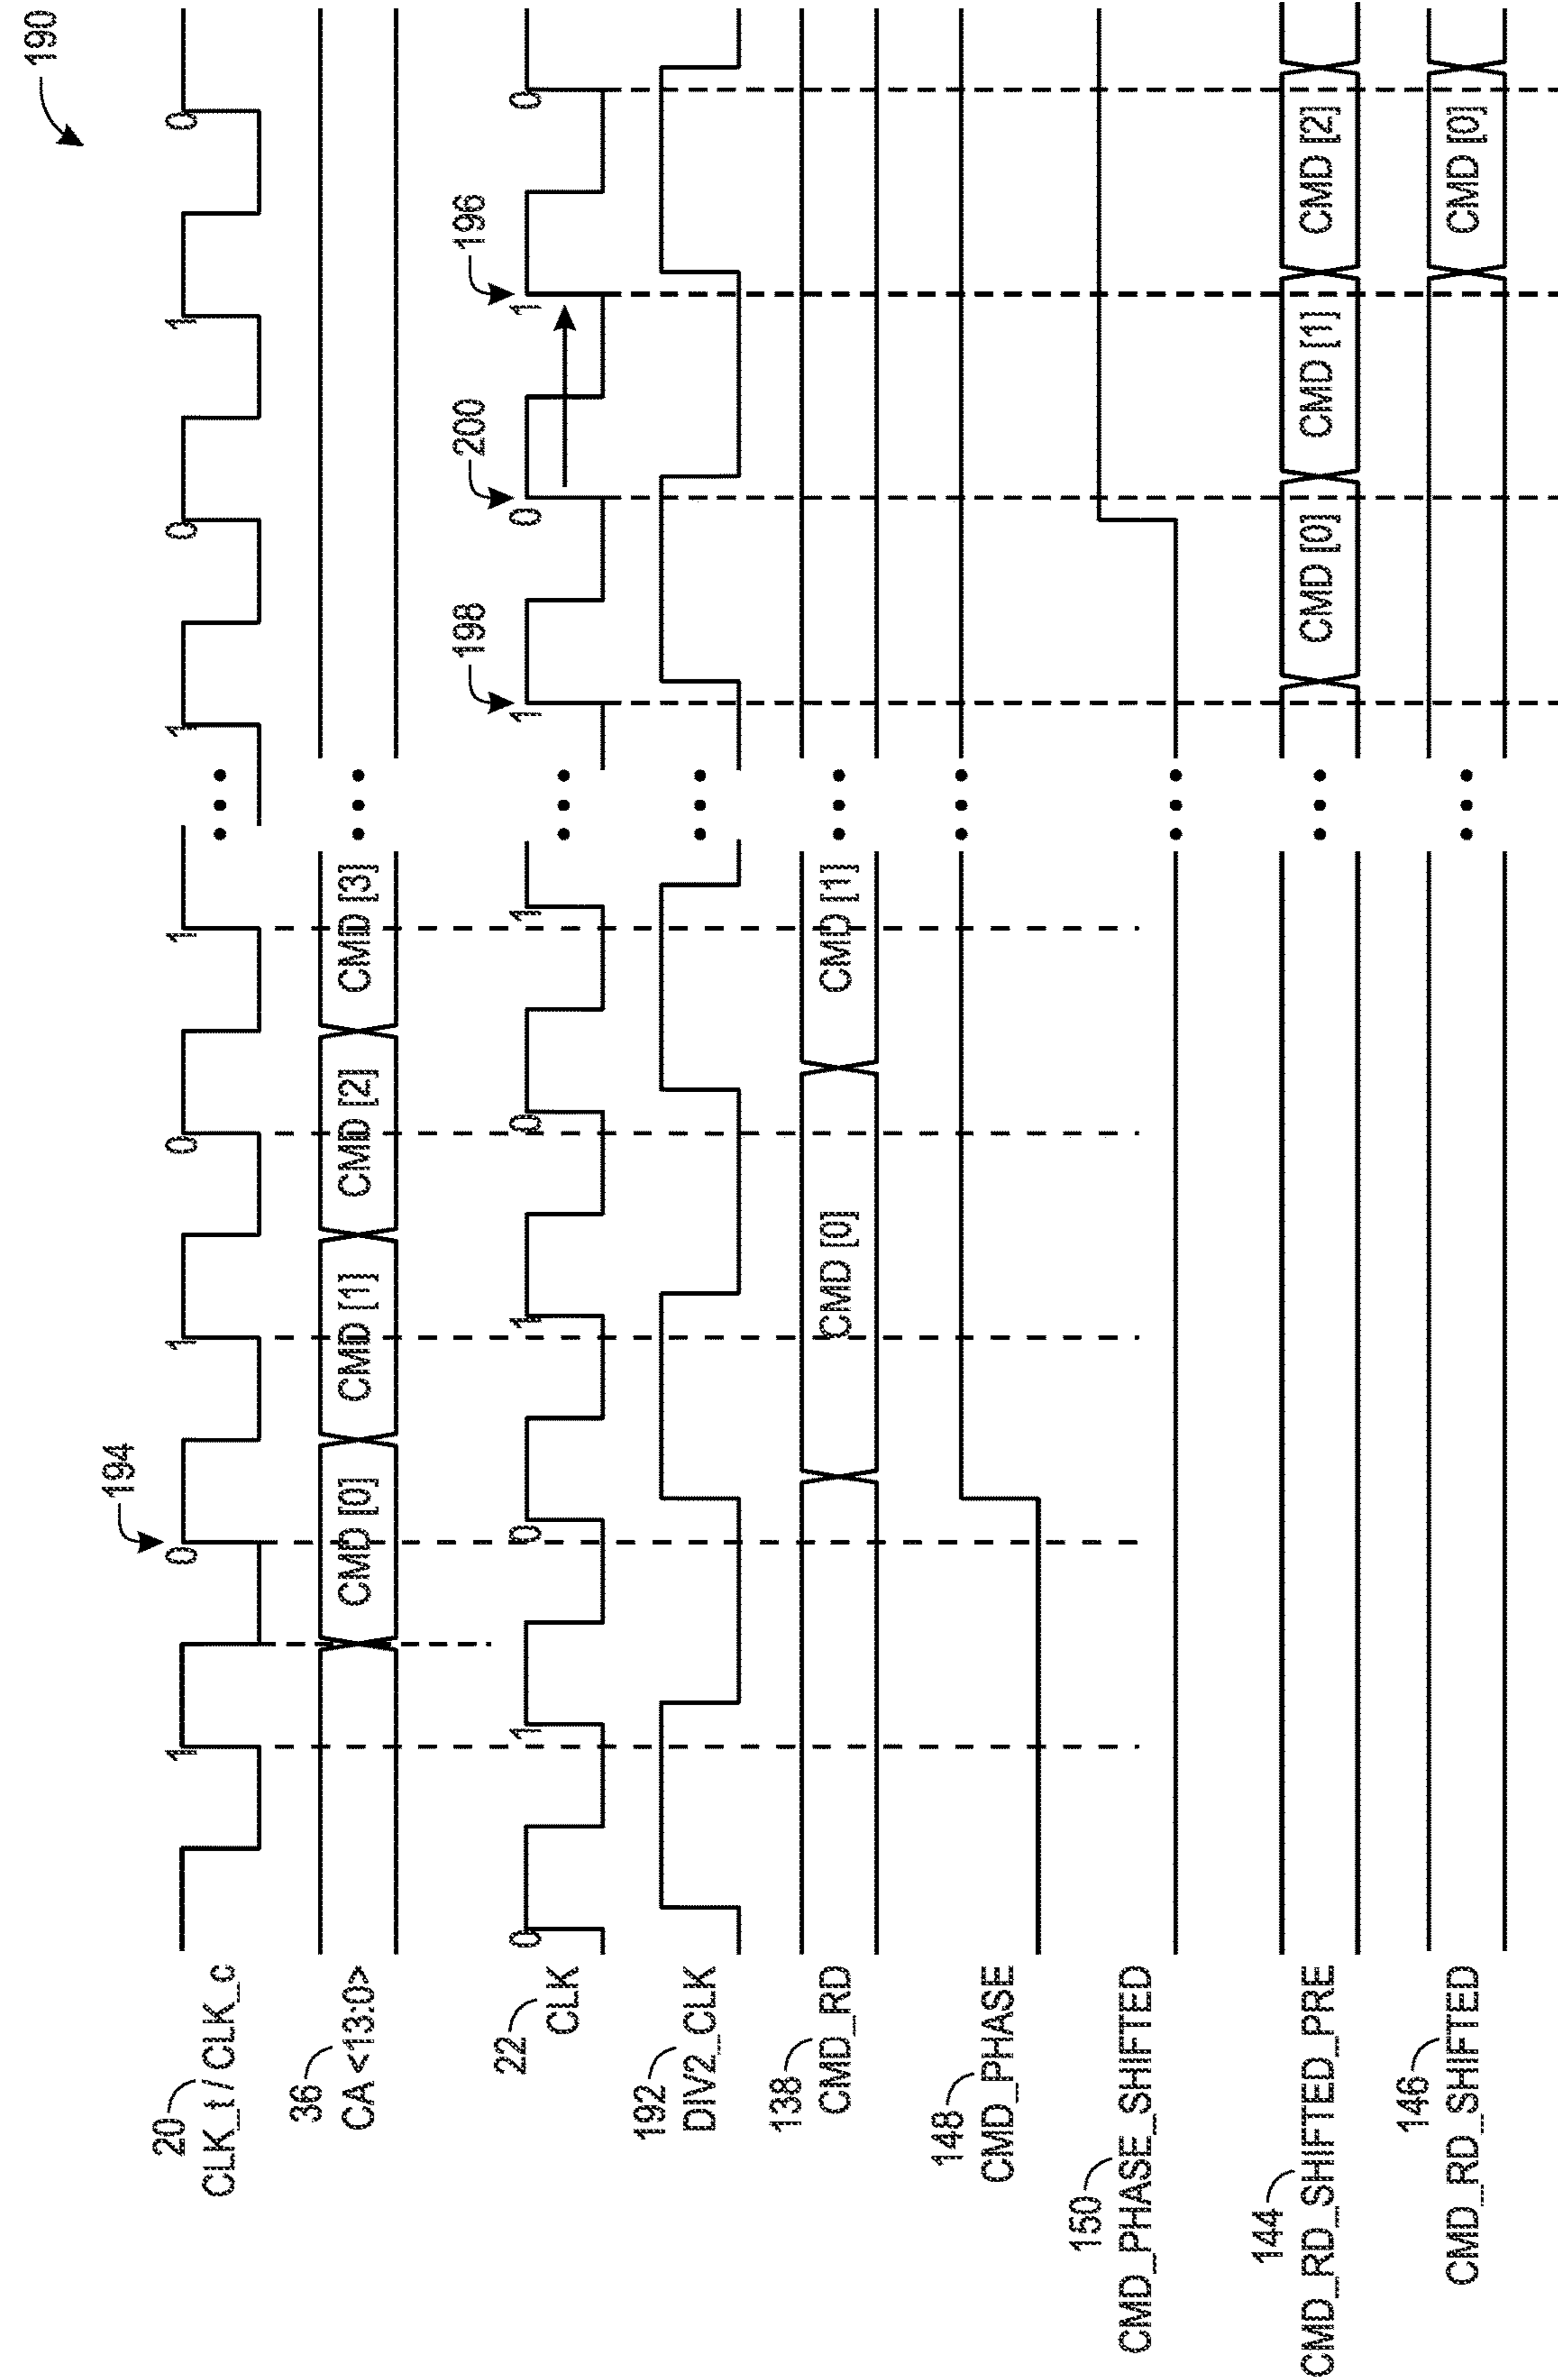 190
194
20
1 0 1 0 1 1 0 1 0
CLK_t / CLK_c
36
CA <13:0> CMD [0] CMD [1] CMD [2] CMD [3]
198 200 196
22
0 1 0 1 0 1 1 0 1 0
CLK
192
DIV2_CLK
138
CMD_RD CMD [0] CMD [1]
148
CMD_PHASE
150
CMD_PHASE_SHIFTED
144
CMD_RD_SHIFTED_PRE CMD [0] CMD [1] CMD [2]
146
CMD_RD_SHIFTED CMD [0]